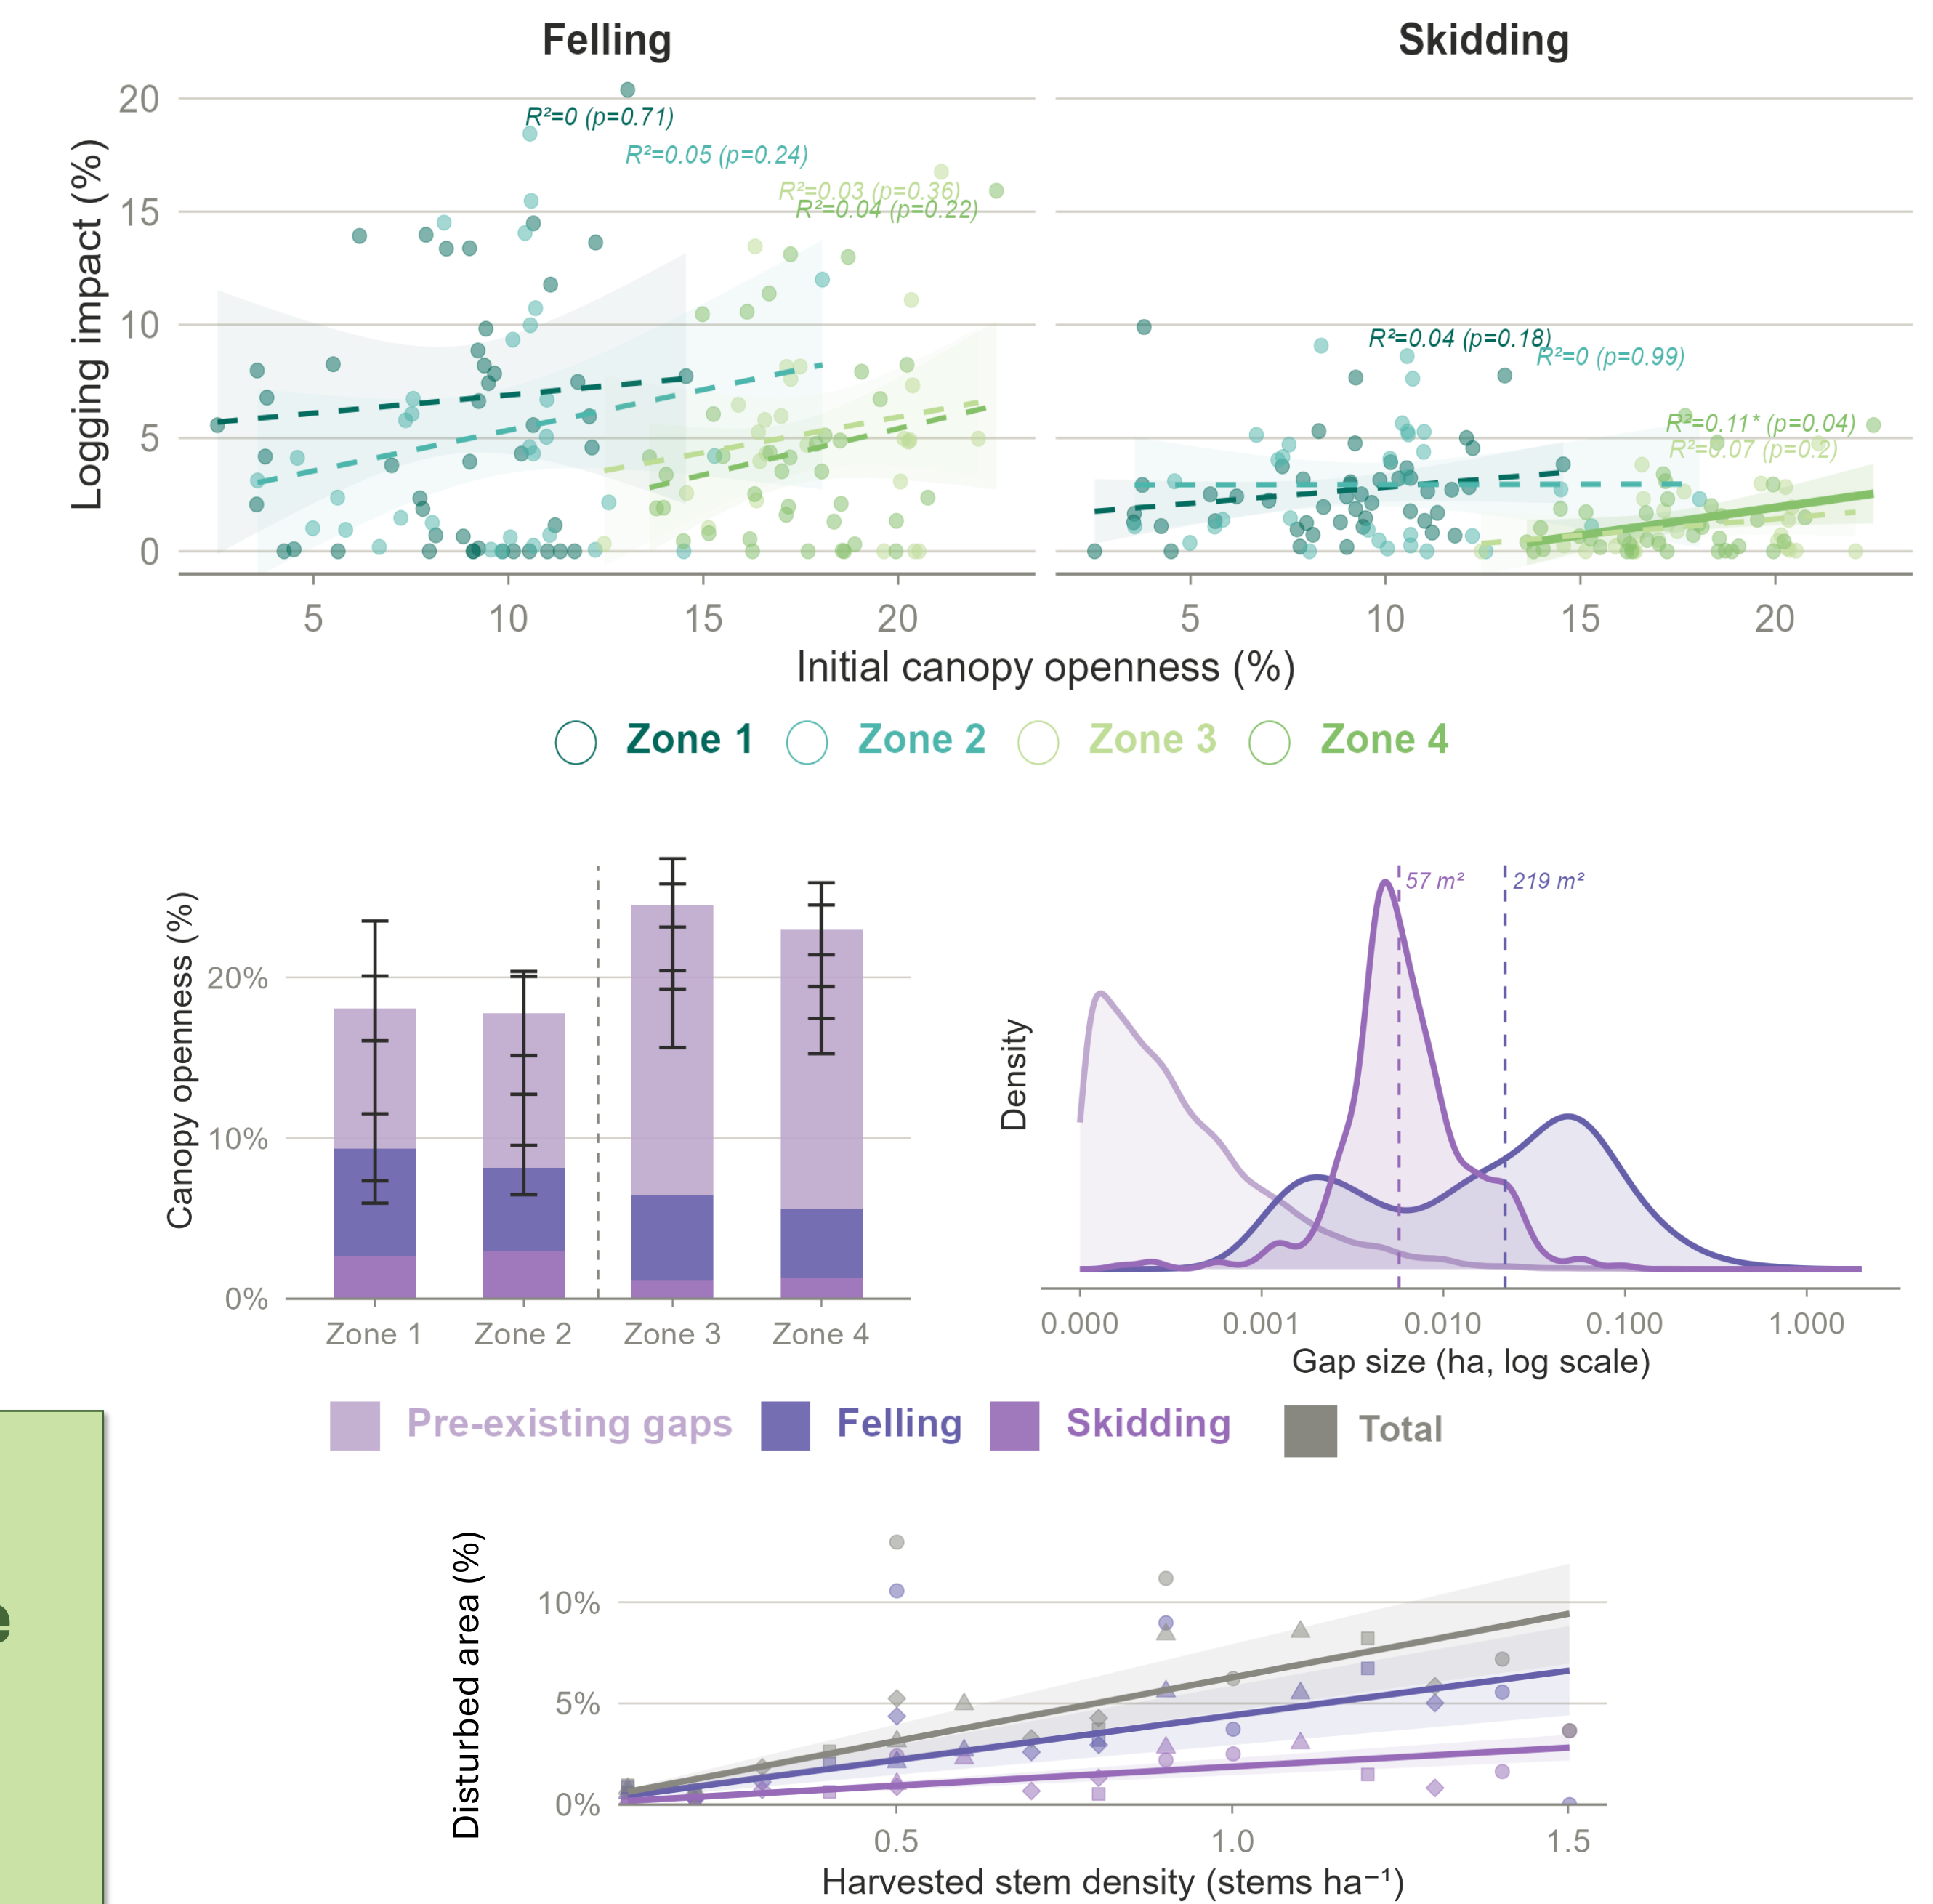 Felling
Skidding
Logging impact (%)
20
15
10
5
0
R²=0 (p=0.71)
R²=0.05 (p=0.24)
R²=0.03 (p=0.36)
R²=0.04 (p=0.22)
R²=0.04 (p=0.18)
R²=0 (p=0.99)
R²=0.11* (p=0.04)
R²=0.07 (p=0.2)
5 10 15 20
5 10 15 20
Initial canopy openness (%)
Zone 1 Zone 2 Zone 3 Zone 4
Canopy openness (%)
20%
10%
0%
Zone 1 Zone 2 Zone 3 Zone 4
Density
57 m² 219 m²
0.000 0.001 0.010 0.100 1.000
Gap size (ha, log scale)
Pre-existing gaps Felling Skidding Total
Disturbed area (%)
10%
5%
0%
0.5 1.0 1.5
Harvested stem density (stems ha⁻¹)